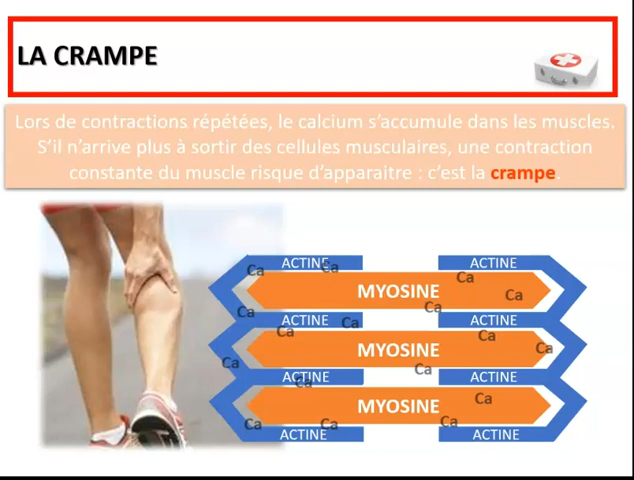 LA CRAMPE
Lors de contractions répétées, le calcium s'accumule dans les muscles.
S'il n'arrive plus à sortir des cellules musculaires, une contraction
constante du muscle risque d'apparaitre : c'est la crampe.
ACTINE ACTINE
Ca Ca
MYOSINE Ca Ca
Ca Ca
ACTINE ACTINE
Ca Ca Ca
MYOSINE Ca
Ca Ca
ACTINE ACTINE
Ca
MYOSINE Ca
Ca Ca Ca
ACTINE ACTINE